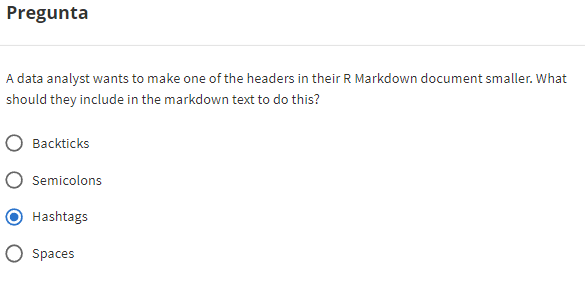 Pregunta
A data analyst wants to make one of the headers in their R Markdown document smaller. What
should they include in the markdown text to do this?
Backticks
Semicolons
Hashtags
Spaces